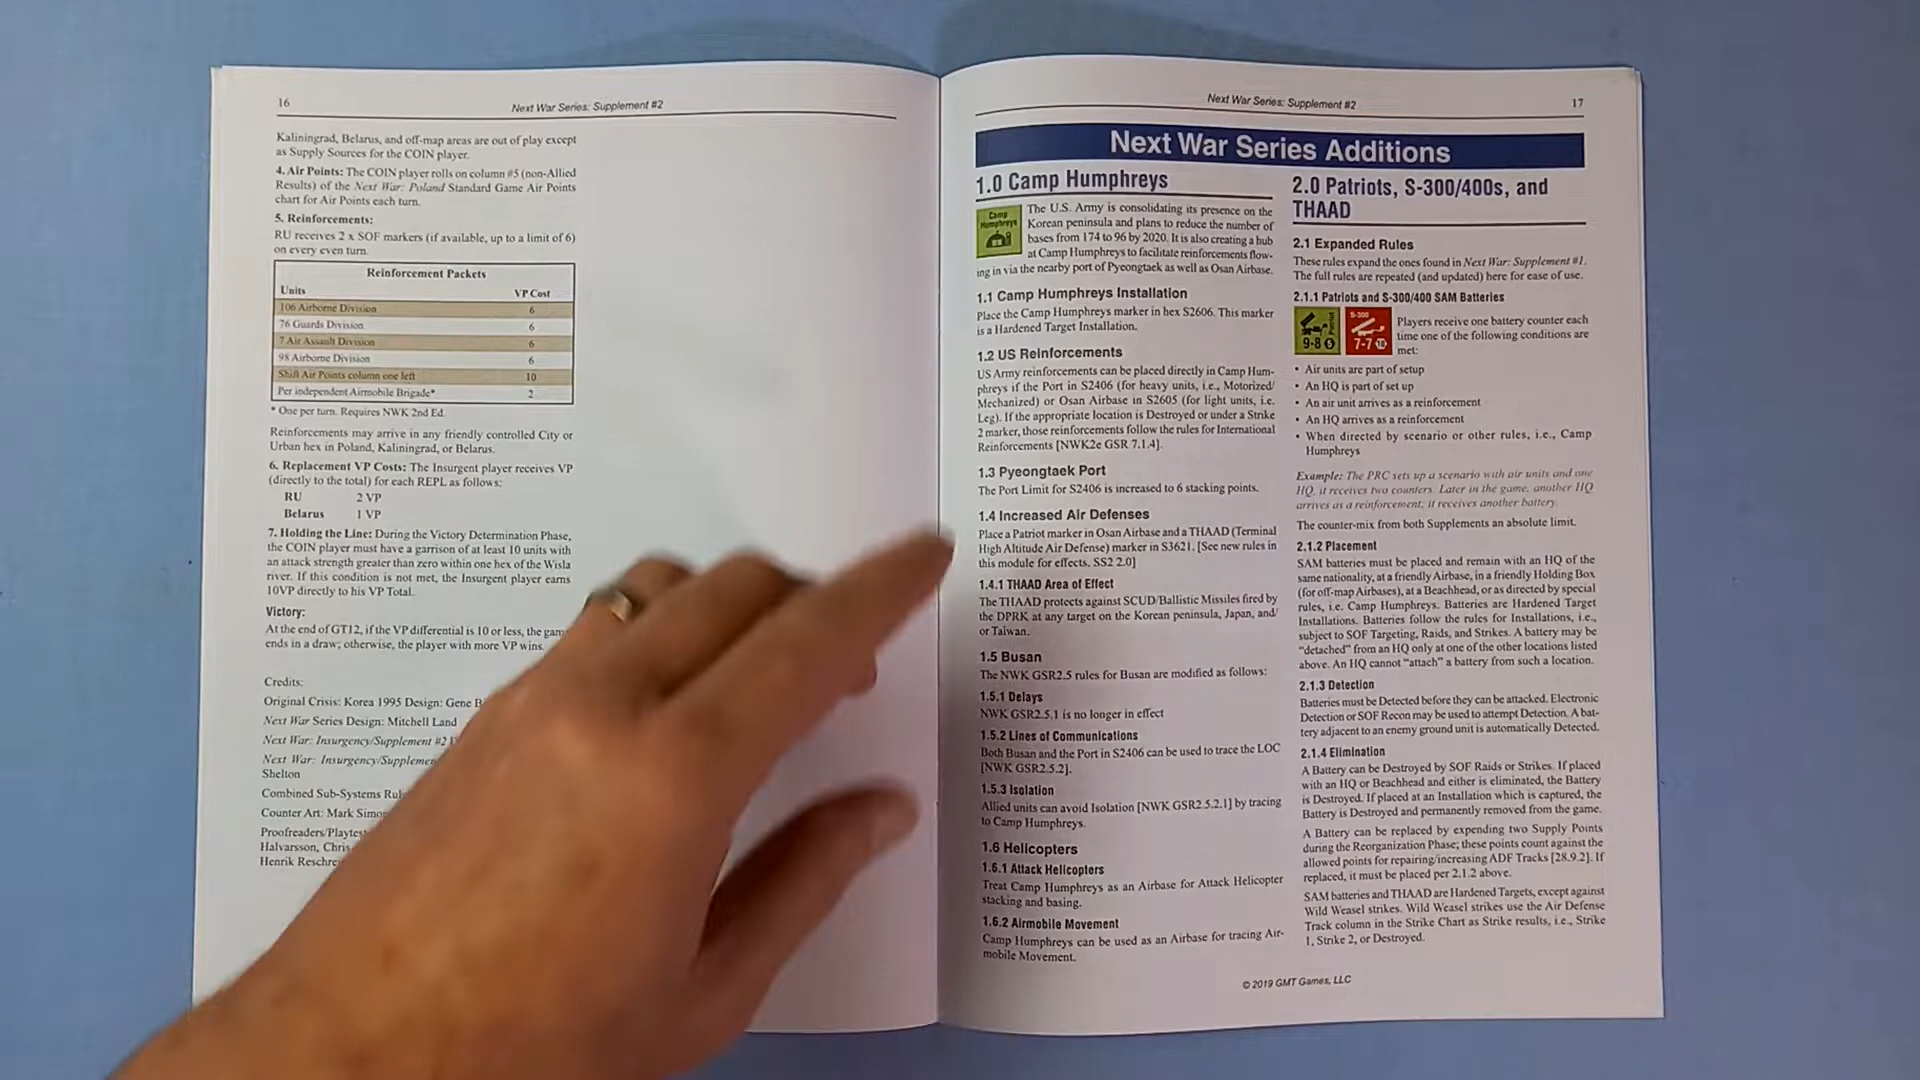 16
Next War Series: Supplement #2
Kaliningrad, Belarus, and off-map areas are out of play except
as Supply Sources for the COIN player.
4. Air Points: The COIN player rolls on column #5 (non-Allied
Results) of the Next War: Poland Standard Game Air Points
chart for Air Points each turn.
5. Reinforcements:
RU receives 2 x SOF markers (if available, up to a limit of 6)
on every even turn.
Reinforcement Packets
Units VP Cost
106 Airborne Division 6
76 Guards Division 6
7 Air Assault Division 6
98 Airborne Division 6
Shift Air Points column one left 10
Per independent Airmobile Brigade* 2
* One per turn. Requires NWK 2nd Ed.
Reinforcements may arrive in any friendly controlled City or
Urban hex in Poland, Kaliningrad, or Belarus.
6. Replacement VP Costs: The Insurgent player receives VP
(directly to the total) for each REPL as follows:
RU 2 VP
Belarus 1 VP
7. Holding the Line: During the Victory Determination Phase,
the COIN player must have a garrison of at least 10 units with
an attack strength greater than zero within one hex of the Wisla
river. If this condition is not met, the Insurgent player earns
10VP directly to his VP Total.
Victory:
At the end of GT12, if the VP differential is 10 or less, the gam
ends in a draw; otherwise, the player with more VP wins.
Credits:
Original Crisis: Korea 1995 Design: Gene B
Next War Series Design: Mitchell Land
Next War: Insurgency/Supplement #2
Next War: Insurgency/Supplemen
Shelton
Combined Sub-Systems Rul
Counter Art: Mark Simo
Proofreaders/Playtes
Halvarsson, Chris
Henrik Reschre
Next War Series: Supplement #2
17
Next War Series Additions
1.0 Camp Humphreys
Camp
Humphreys
The U.S. Army is consolidating its presence on the
Korean peninsula and plans to reduce the number of
bases from 174 to 96 by 2020. It is also creating a hub
at Camp Humphreys to facilitate reinforcements flow-
ing in via the nearby port of Pyeongtaek as well as Osan Airbase.
1.1 Camp Humphreys Installation
Place the Camp Humphreys marker in hex S2606. This marker
is a Hardened Target Installation.
1.2 US Reinforcements
US Army reinforcements can be placed directly in Camp Hum-
phreys if the Port in S2406 (for heavy units, i.e., Motorized/
Mechanized) or Osan Airbase in S2605 (for light units, i.e.
Leg). If the appropriate location is Destroyed or under a Strike
2 marker, those reinforcements follow the rules for International
Reinforcements [NWK2e GSR 7.1.4].
1.3 Pyeongtaek Port
The Port Limit for S2406 is increased to 6 stacking points.
1.4 Increased Air Defenses
Place a Patriot marker in Osan Airbase and a THAAD (Terminal
High Altitude Air Defense) marker in S3621. [See new rules in
this module for effects. SS2 2.0]
1.4.1 THAAD Area of Effect
The THAAD protects against SCUD/Ballistic Missiles fired by
the DPRK at any target on the Korean peninsula, Japan, and/
or Taiwan.
1.5 Busan
The NWK GSR2.5 rules for Busan are modified as follows:
1.5.1 Delays
NWK GSR2.5.1 is no longer in effect
1.5.2 Lines of Communications
Both Busan and the Port in S2406 can be used to trace the LOC
[NWK GSR2.5.2].
1.5.3 Isolation
Allied units can avoid Isolation [NWK GSR2.5.2.1] by tracing
to Camp Humphreys.
1.6 Helicopters
1.6.1 Attack Helicopters
Treat Camp Humphreys as an Airbase for Attack Helicopter
stacking and basing.
1.6.2 Airmobile Movement
Camp Humphreys can be used as an Airbase for tracing Air-
mobile Movement.
2.0 Patriots, S-300/400s, and
THAAD
2.1 Expanded Rules
These rules expand the ones found in Next War: Supplement #1.
The full rules are repeated (and updated) here for ease of use.
2.1.1 Patriots and S-300/400 SAM Batteries
Patriot
9-8
S-300
7-7
Players receive one battery counter each
time one of the following conditions are
met:
• Air units are part of setup
• An HQ is part of set up
• An air unit arrives as a reinforcement
• An HQ arrives as a reinforcement
• When directed by scenario or other rules, i.e., Camp
Humphreys
Example: The PRC sets up a scenario with air units and one
HQ, it receives two counters. Later in the game, another HQ
arrives as a reinforcement; it receives another battery.
The counter-mix from both Supplements an absolute limit.
2.1.2 Placement
SAM batteries must be placed and remain with an HQ of the
same nationality, at a friendly Airbase, in a friendly Holding Box
(for off-map Airbases), at a Beachhead, or as directed by special
rules, i.e. Camp Humphreys. Batteries are Hardened Target
Installations. Batteries follow the rules for Installations, i.e.,
subject to SOF Targeting, Raids, and Strikes. A battery may be
"detached" from an HQ only at one of the other locations listed
above. An HQ cannot "attach" a battery from such a location.
2.1.3 Detection
Batteries must be Detected before they can be attacked. Electronic
Detection or SOF Recon may be used to attempt Detection. A bat-
tery adjacent to an enemy ground unit is automatically Detected.
2.1.4 Elimination
A Battery can be Destroyed by SOF Raids or Strikes. If placed
with an HQ or Beachhead and either is eliminated, the Battery
is Destroyed. If placed at an Installation which is captured, the
Battery is Destroyed and permanently removed from the game.
A Battery can be replaced by expending two Supply Points
during the Reorganization Phase; these points count against the
allowed points for repairing/increasing ADF Tracks [28.9.2]. If
replaced, it must be placed per 2.1.2 above.
SAM batteries and THAAD are Hardened Targets, except against
Wild Weasel strikes. Wild Weasel strikes use the Air Defense
Track column in the Strike Chart as Strike results, i.e., Strike
1, Strike 2, or Destroyed.
© 2019 GMT Games, LLC